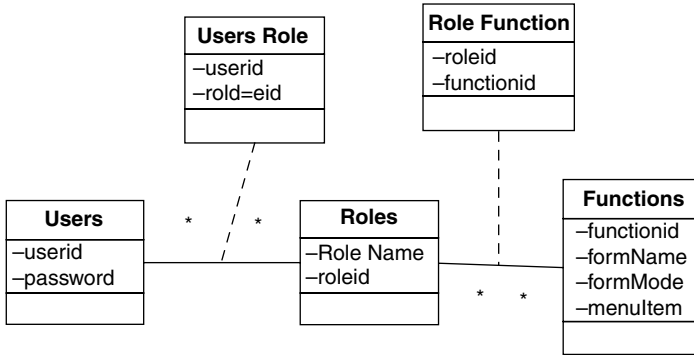 Users Role
–userid
–rold=eid
Role Function
–roleid
–functionid
Users
–userid
–password
* *
Roles
–Role Name
–roleid
* *
Functions
–functionid
–formName
–formMode
–menuItem